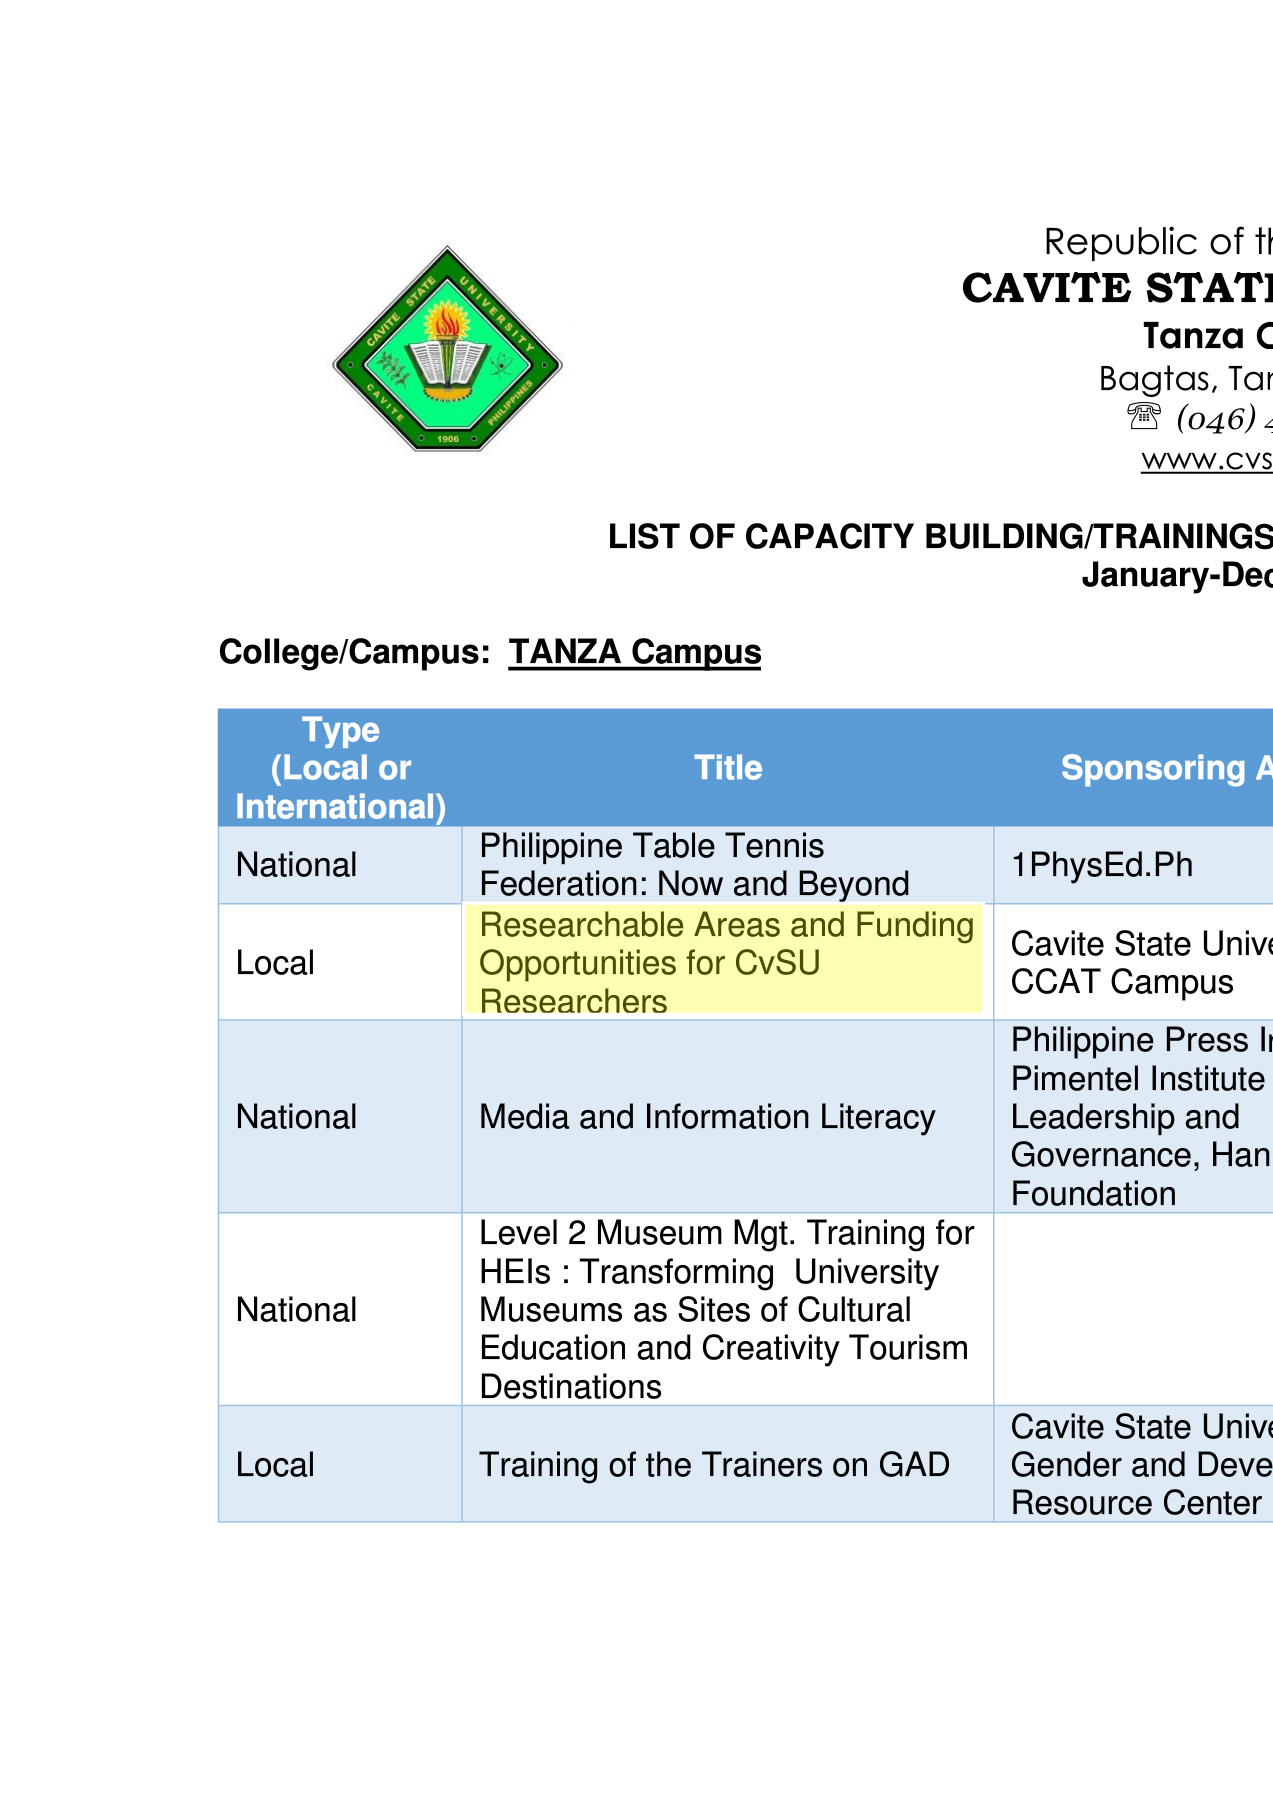 Republic of th
CAVITE STATE
Tanza C
Bagtas, Tan
(046) 4
www.cvs
CAVITE STATE UNIVERSITY
CAVITE PHILIPPINES
1906
LIST OF CAPACITY BUILDING/TRAININGS
January-Dec
College/Campus: TANZA Campus
Type
(Local or
International)
Title
Sponsoring A
National
Philippine Table Tennis
Federation: Now and Beyond
1PhysEd.Ph
Local
Researchable Areas and Funding
Opportunities for CvSU
Researchers
Cavite State Unive
CCAT Campus
National
Media and Information Literacy
Philippine Press In
Pimentel Institute
Leadership and
Governance, Han
Foundation
National
Level 2 Museum Mgt. Training for
HEIs : Transforming University
Museums as Sites of Cultural
Education and Creativity Tourism
Destinations
Local
Training of the Trainers on GAD
Cavite State Unive
Gender and Deve
Resource Center